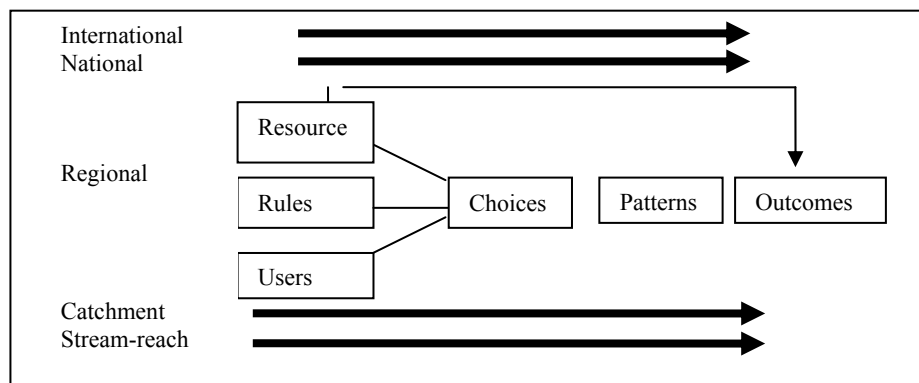 International
National
Resource
Regional
Rules
Choices
Patterns
Outcomes
Users
Catchment
Stream-reach